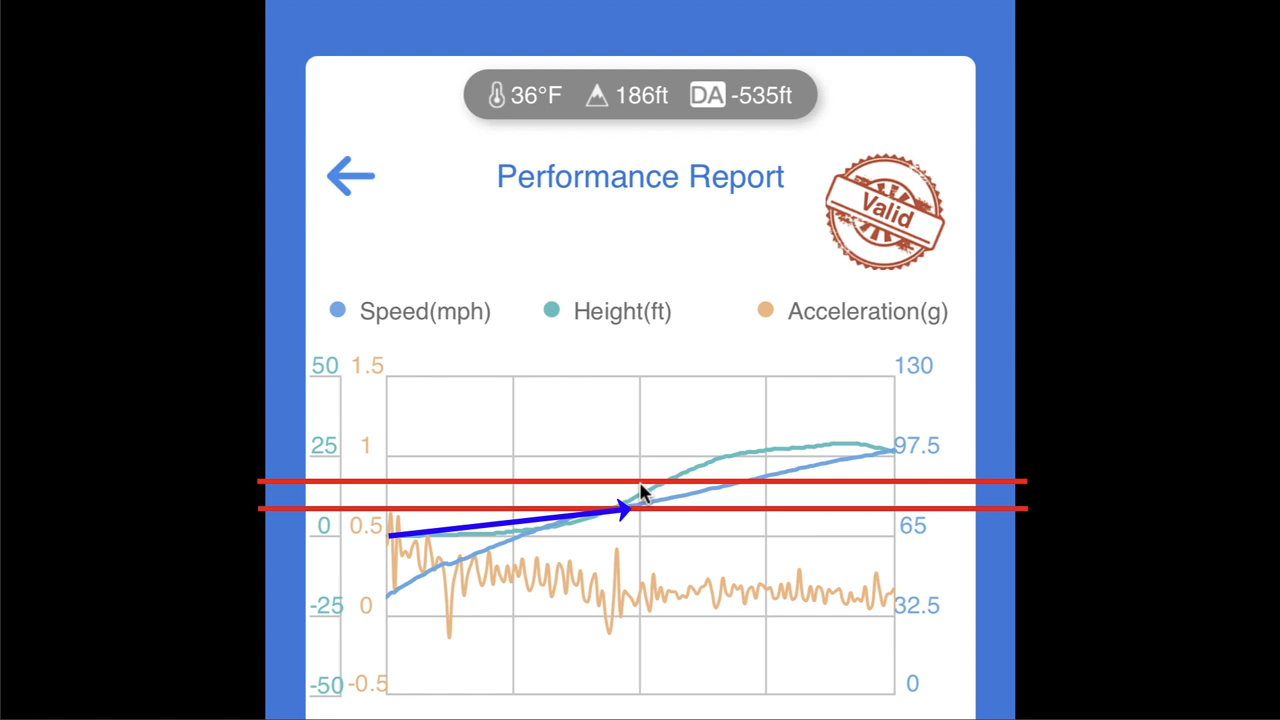 36°F 186ft DA -535ft
Performance Report
Valid
Speed(mph) Height(ft) Acceleration(g)
50 1.5 130
25 1 97.5
0 0.5 65
-25 0 32.5
-50 -0.5 0